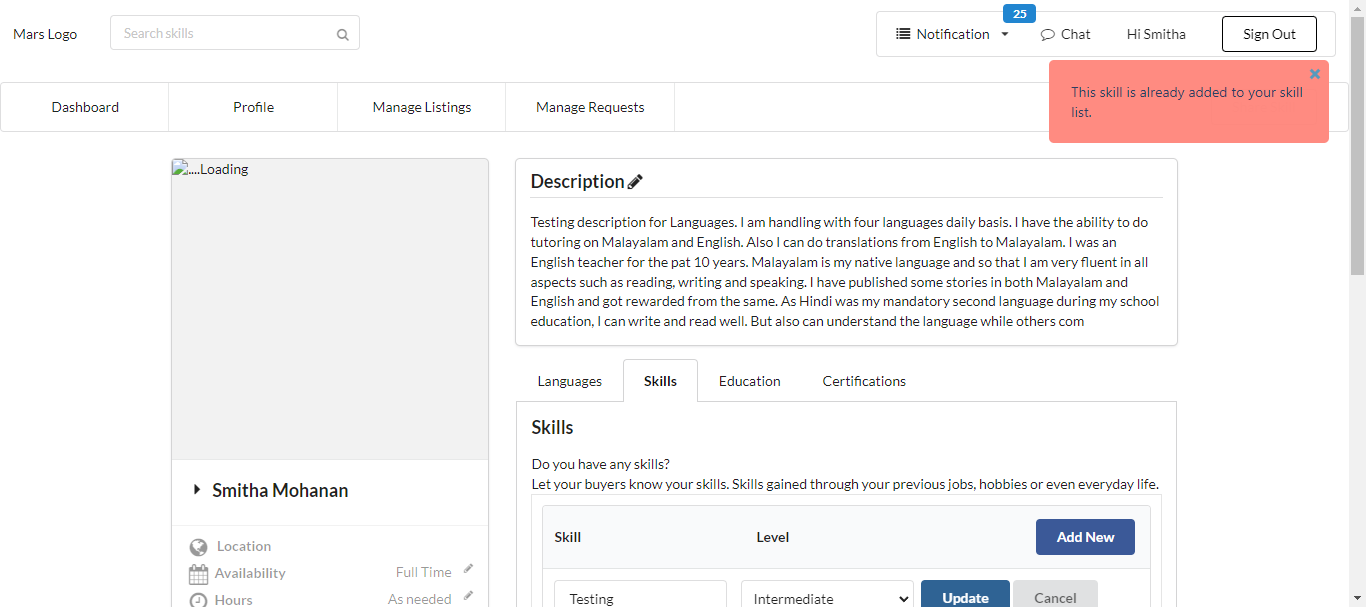 25
Mars Logo
Search skills
Notification
Chat
Hi Smitha
Sign Out
This skill is already added to your skill
list.
Dashboard
Profile
Manage Listings
Manage Requests
....Loading
Description
Testing description for Languages. I am handling with four languages daily basis. I have the ability to do
tutoring on Malayalam and English. Also I can do translations from English to Malayalam. I was an
English teacher for the pat 10 years. Malayalam is my native language and so that I am very fluent in all
aspects such as reading, writing and speaking. I have published some stories in both Malayalam and
English and got rewarded from the same. As Hindi was my mandatory second language during my school
education, I can write and read well. But also can understand the language while others com
Languages
Skills
Education
Certifications
Skills
Do you have any skills?
Let your buyers know your skills. Skills gained through your previous jobs, hobbies or even everyday life.
Smitha Mohanan
Location
Availability
Full Time
Hours
As needed
Skill
Level
Add New
Testing
Intermediate
Update
Cancel